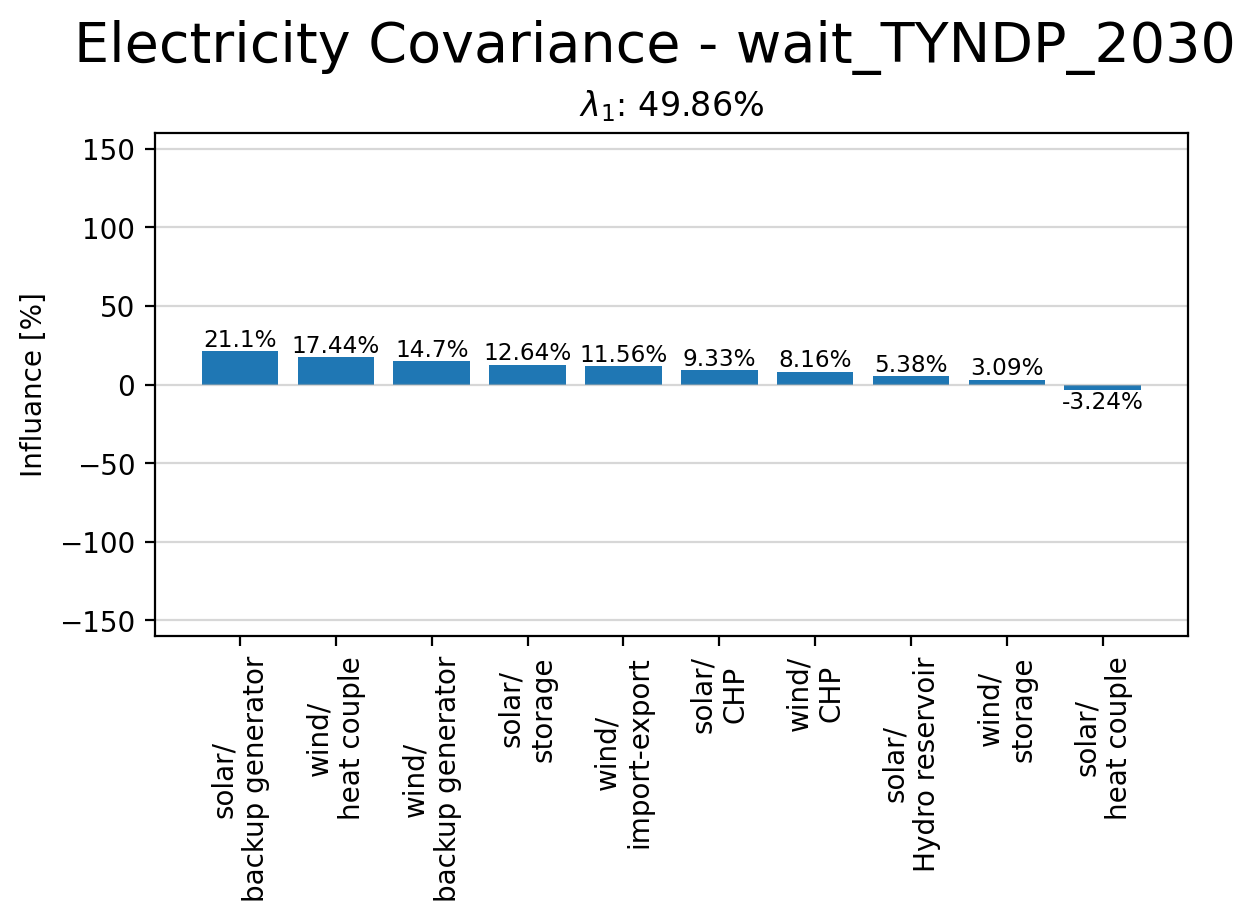 Electricity Covariance - wait_TYNDP_2030
λ₁: 49.86%
Influance [%]
150
100
50
0
−50
−100
−150
21.1%
17.44%
14.7%
12.64%
11.56%
9.33%
8.16%
5.38%
3.09%
-3.24%
solar/
backup generator
wind/
heat couple
wind/
backup generator
solar/
storage
wind/
import-export
solar/
CHP
wind/
CHP
solar/
Hydro reservoir
wind/
storage
solar/
heat couple